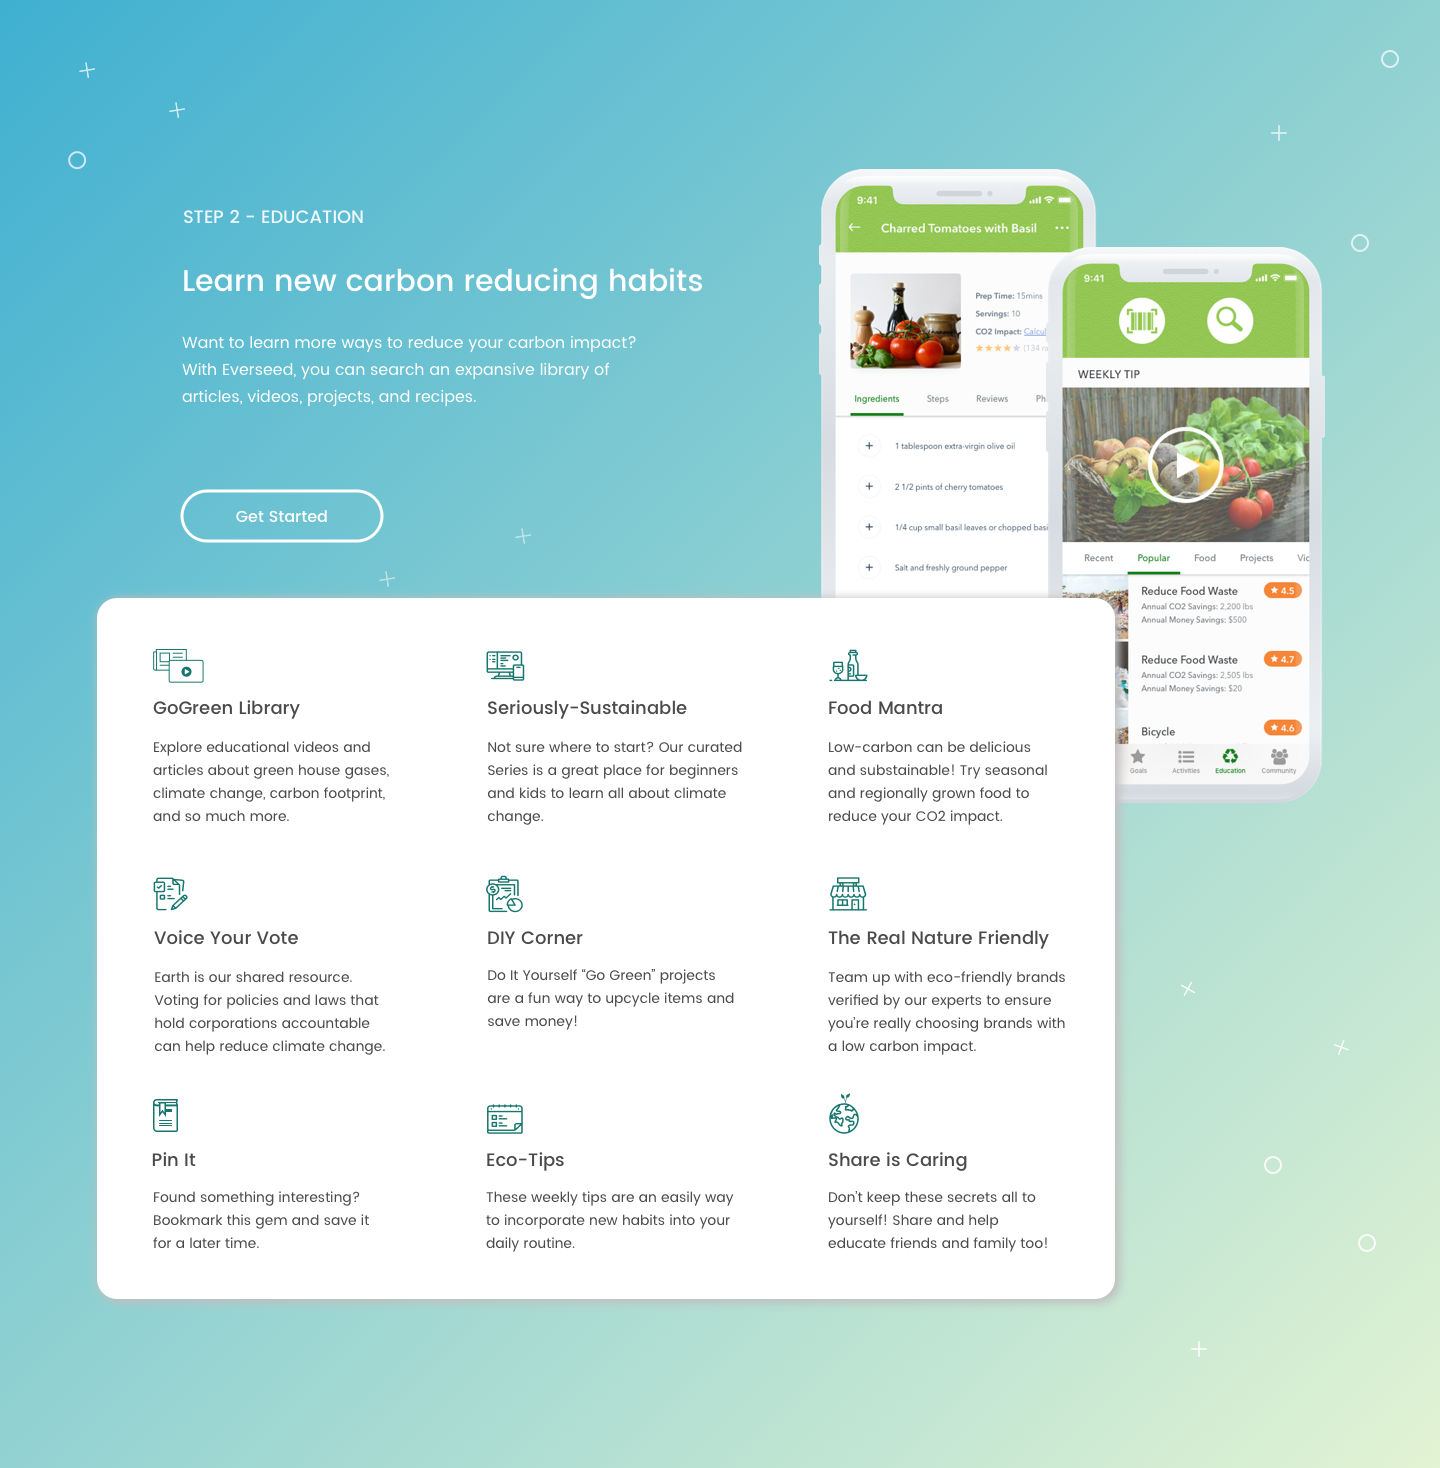 STEP 2 - EDUCATION
Learn new carbon reducing habits
Want to learn more ways to reduce your carbon impact?
With Everseed, you can search an expansive library of
articles, videos, projects, and recipes.
Get Started
9:41
Charred Tomatoes with Basil
Prep Time: 15mins
Servings: 10
CO2 Impact: Calcul
(134 ra
Ingredients Steps Reviews Ph
1 tablespoon extra-virgin olive oil
2 1/2 pints of cherry tomatoes
1/4 cup small basil leaves or chopped basi
Salt and freshly ground pepper
9:41
WEEKLY TIP
Recent Popular Food Projects Vic
Reduce Food Waste 4.5
Annual CO2 Savings: 2,200 lbs
Annual Money Savings: $500
Reduce Food Waste 4.7
Annual CO2 Savings: 2,505 lbs
Annual Money Savings: $20
Bicycle 4.6
Goals Activities Education Community
GoGreen Library
Explore educational videos and
articles about green house gases,
climate change, carbon footprint,
and so much more.
Seriously-Sustainable
Not sure where to start? Our curated
Series is a great place for beginners
and kids to learn all about climate
change.
Food Mantra
Low-carbon can be delicious
and substainable! Try seasonal
and regionally grown food to
reduce your CO2 impact.
Voice Your Vote
Earth is our shared resource.
Voting for policies and laws that
hold corporations accountable
can help reduce climate change.
DIY Corner
Do It Yourself “Go Green” projects
are a fun way to upcycle items and
save money!
The Real Nature Friendly
Team up with eco-friendly brands
verified by our experts to ensure
you’re really choosing brands with
a low carbon impact.
Pin It
Found something interesting?
Bookmark this gem and save it
for a later time.
Eco-Tips
These weekly tips are an easily way
to incorporate new habits into your
daily routine.
Share is Caring
Don’t keep these secrets all to
yourself! Share and help
educate friends and family too!